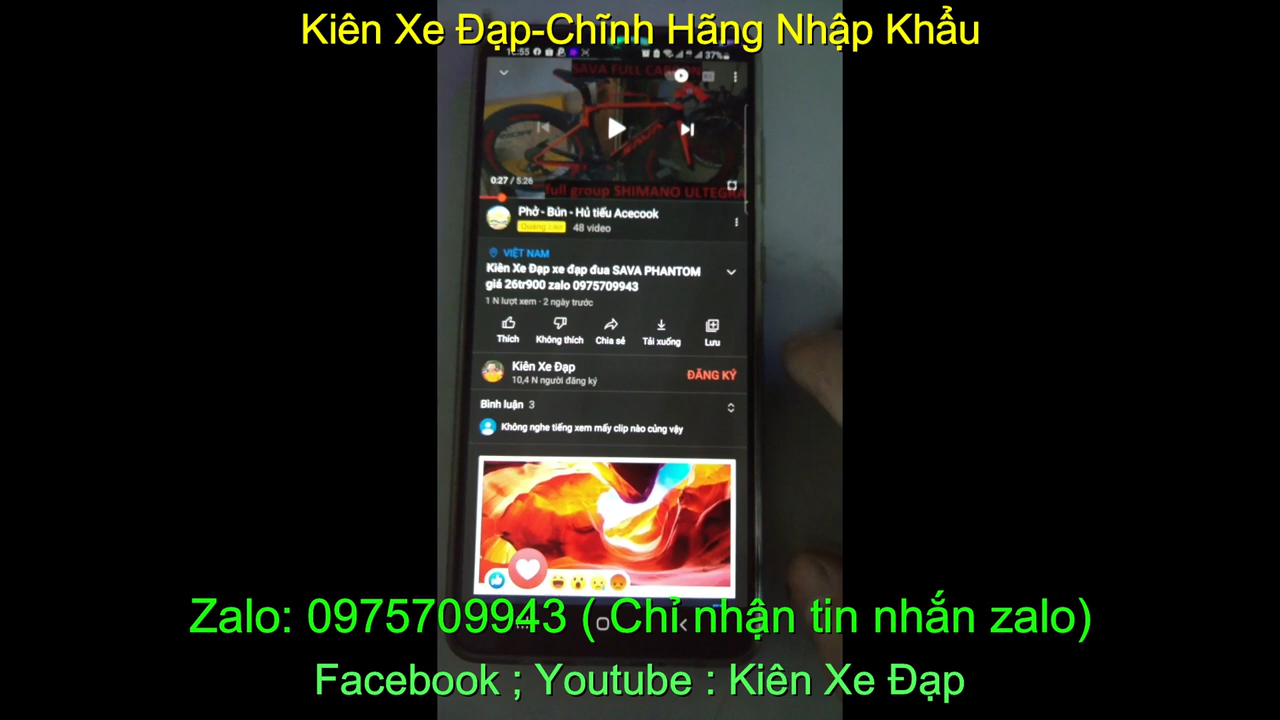 Kiên Xe Đạp-Chĩnh Hãng Nhập Khẩu
37%
SAVA FULL CARBON
SAVA
0:27 / 5:26
full group SHIMANO ULTEGRA
Phở - Bún - Hủ tiếu Acecook
48 video
VIỆT NAM
Kiên Xe Đạp xe đạp đua SAVA PHANTOM
giá 26tr900 zalo 0975709943
1 N lượt xem · 2 ngày trước
Thích Không thích Chia sẻ Tải xuống Lưu
Kiên Xe Đạp
ĐĂNG KÝ
10,4 N người đăng ký
Bình luận 3
Không nghe tiếng xem mấy clip nào củng vậy
Zalo: 0975709943 ( Chỉ nhận tin nhắn zalo)
Facebook ; Youtube : Kiên Xe Đạp